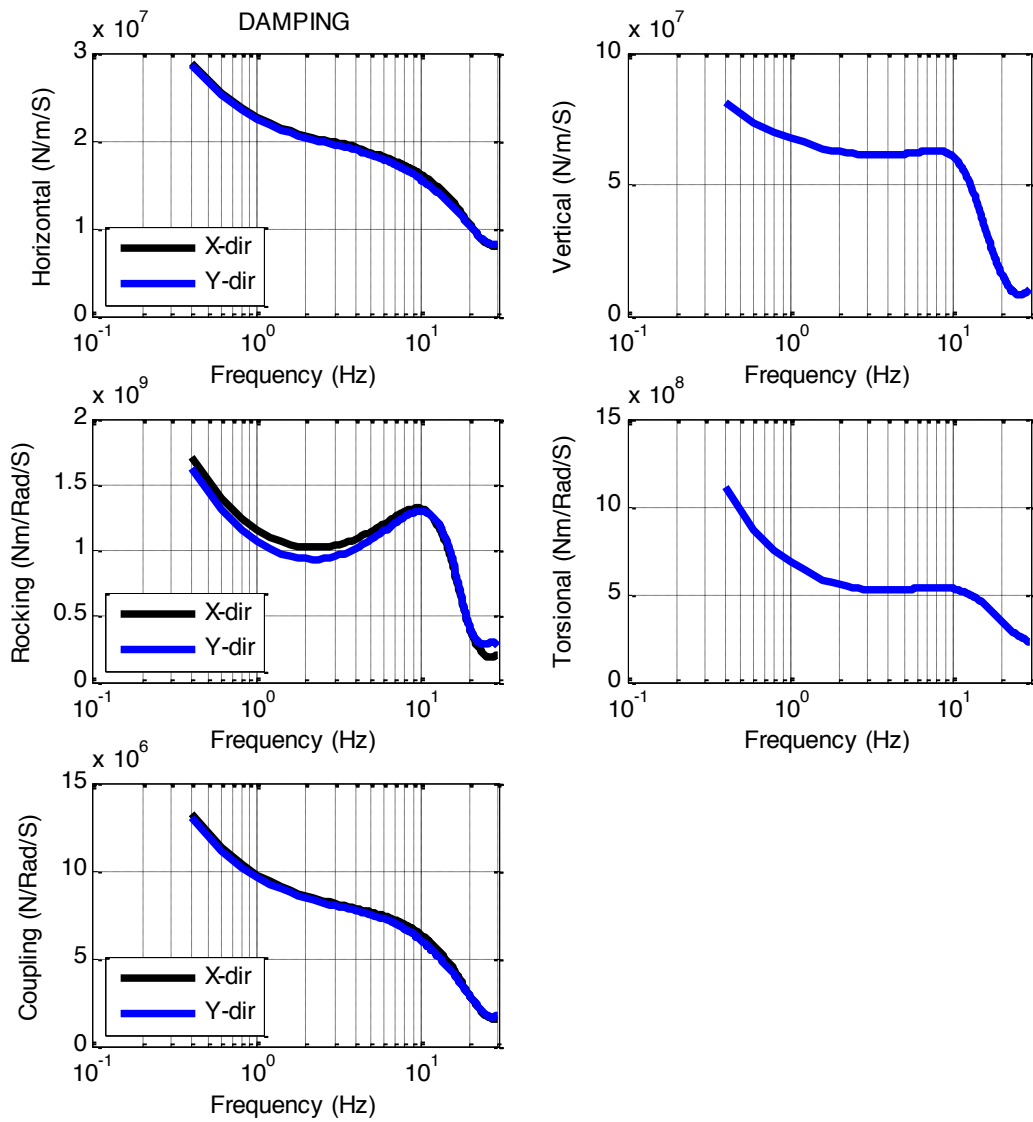 DAMPING
x 10^7
3
2
1
0
Horizontal (N/m/S)
X-dir
Y-dir
10^-1 10^0 10^1
Frequency (Hz)
x 10^7
10
5
0
Vertical (N/m/S)
10^-1 10^0 10^1
Frequency (Hz)
x 10^9
2
1.5
1
0.5
0
Rocking (Nm/Rad/S)
X-dir
Y-dir
10^-1 10^0 10^1
Frequency (Hz)
x 10^8
15
10
5
0
Torsional (Nm/Rad/S)
10^-1 10^0 10^1
Frequency (Hz)
x 10^6
15
10
5
0
Coupling (N/Rad/S)
X-dir
Y-dir
10^-1 10^0 10^1
Frequency (Hz)